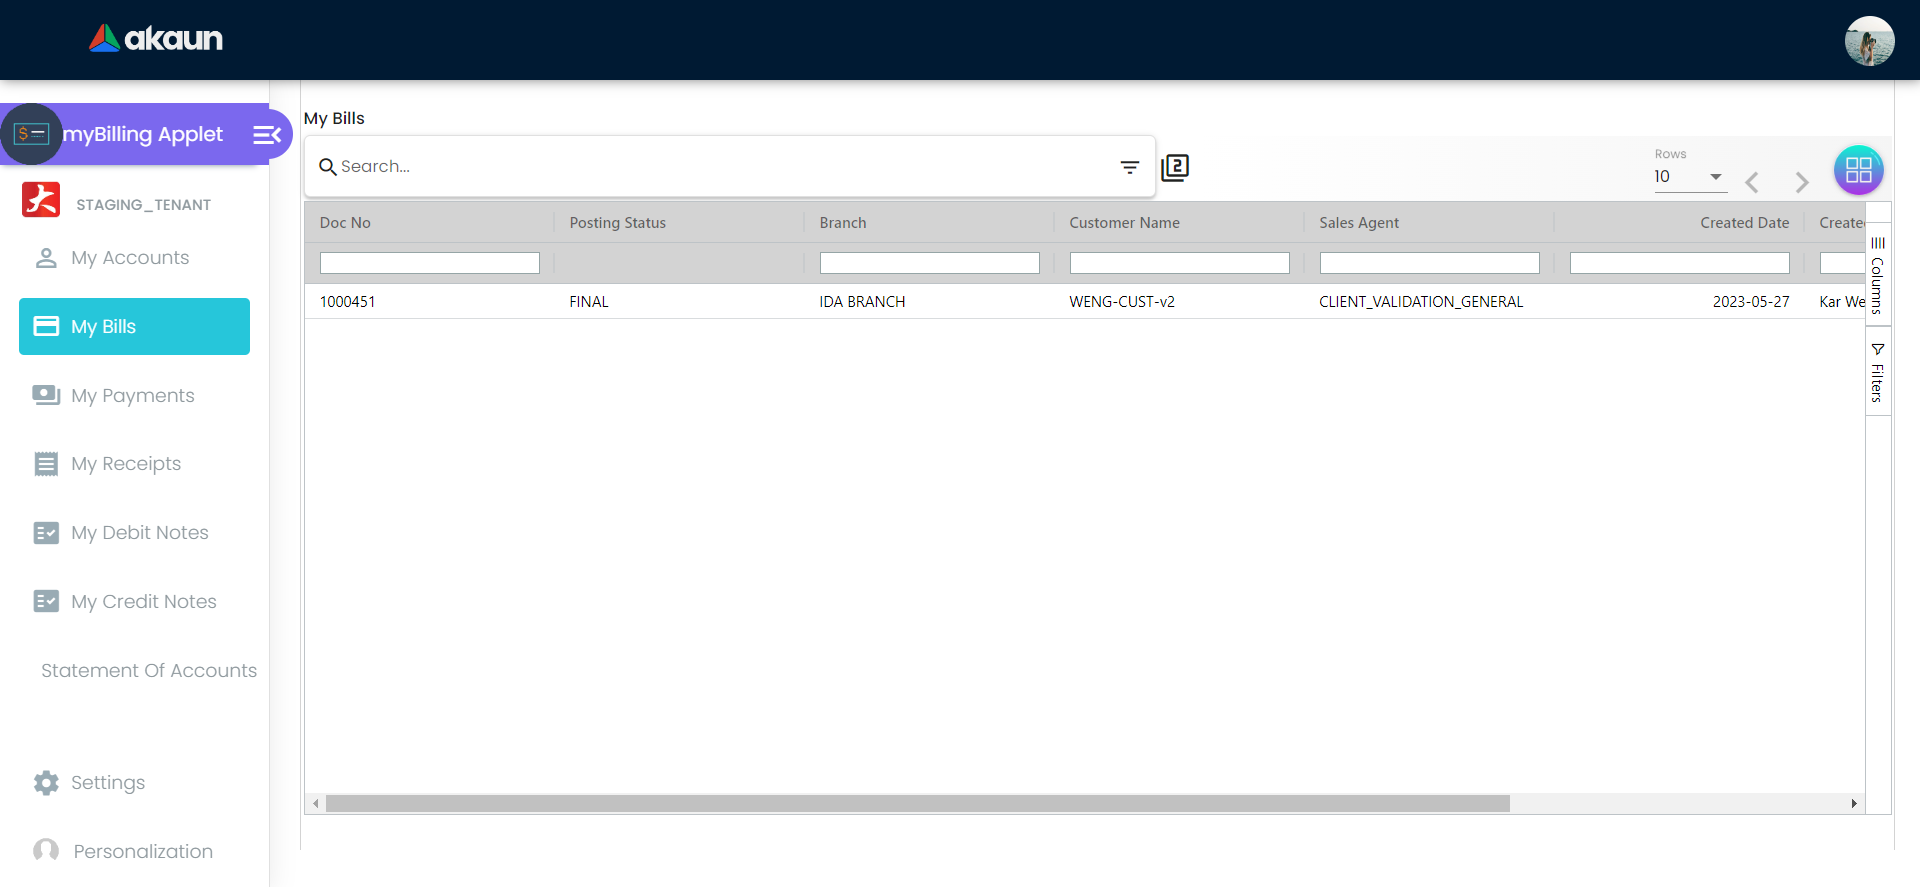 akaun
myBilling Applet
STAGING_TENANT
My Accounts
My Bills
My Payments
My Receipts
My Debit Notes
My Credit Notes
Statement Of Accounts
Settings
Personalization
My Bills
Search...
2
Rows
10
Doc No Posting Status Branch Customer Name Sales Agent Created Date Create
1000451 FINAL IDA BRANCH WENG-CUST-v2 CLIENT_VALIDATION_GENERAL 2023-05-27 Kar We
Columns
Filters